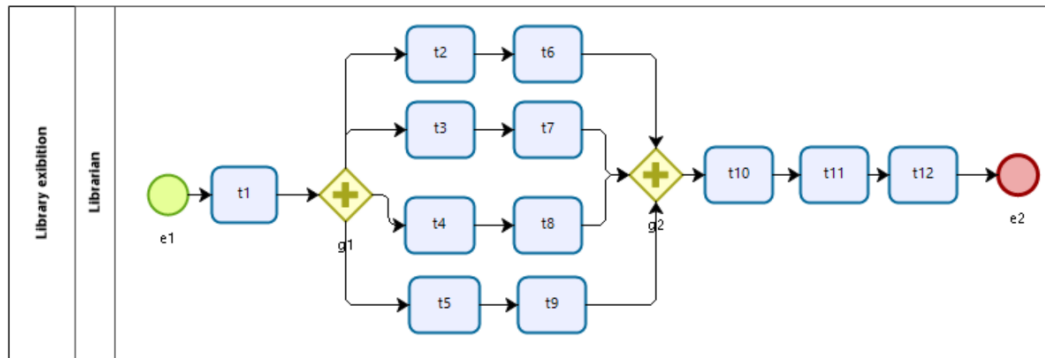 Library exibition
Librarian
e1
t1
g1
t2
t6
t3
t7
t4
t8
t5
t9
g2
t10
t11
t12
e2